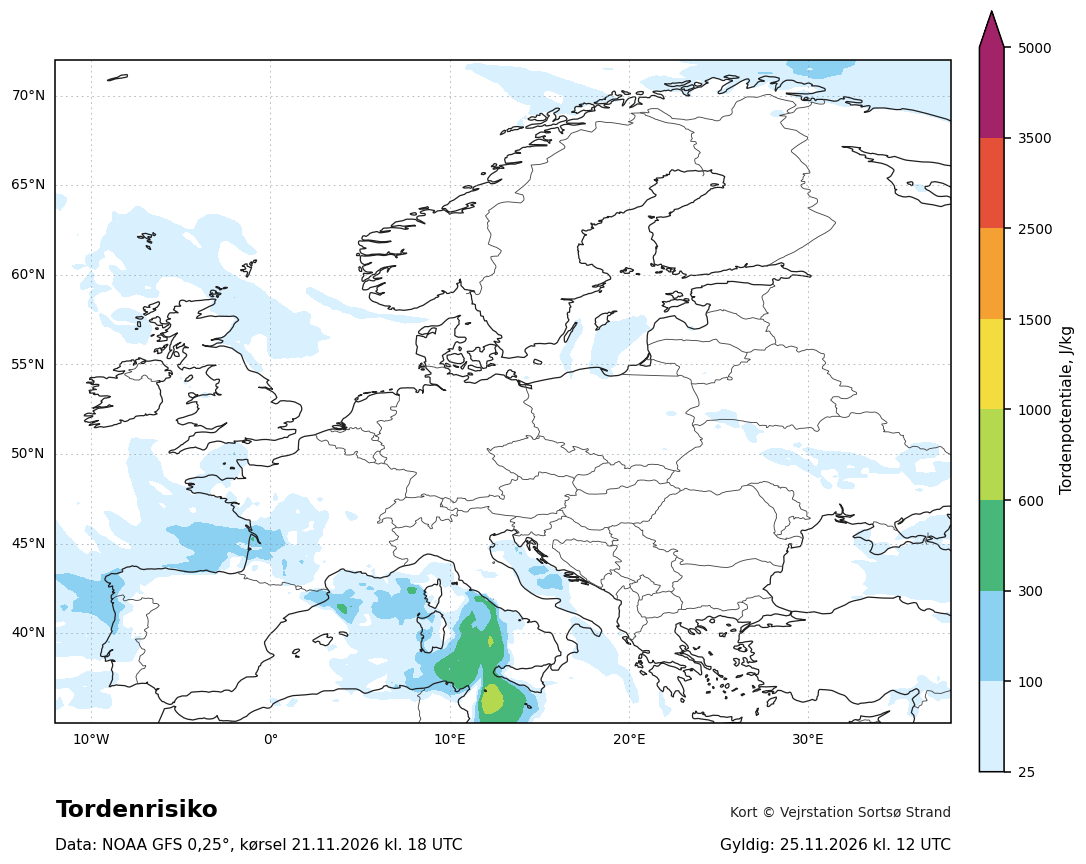 70°N
65°N
60°N
55°N
50°N
45°N
40°N
10°W
0°
10°E
20°E
30°E
5000
3500
2500
1500
1000
600
300
100
25
Tordenpotentiale, J/kg
Tordenrisiko
Kort © Vejrstation Sortsø Strand
Data: NOAA GFS 0,25°, kørsel 21.11.2026 kl. 18 UTC
Gyldig: 25.11.2026 kl. 12 UTC